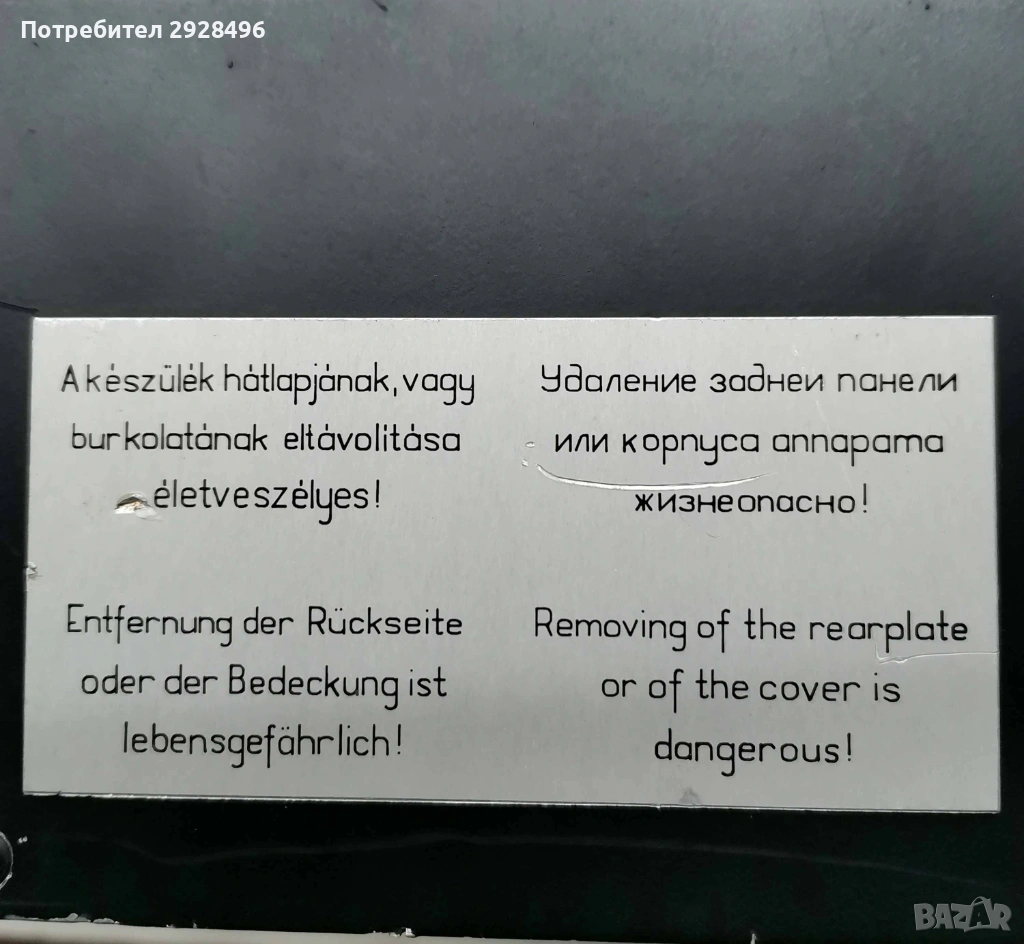 Потребител 2928496
A készülék hátlapjának, vagy
burkolatának eltávolitása
életveszélyes!
Удаление заднеи панели
или корпуса аппарата
жизнеопасно!
Entfernung der Rückseite
oder der Bedeckung ist
lebensgefährlich!
Removing of the rearplate
or of the cover is
dangerous!
BAZAR